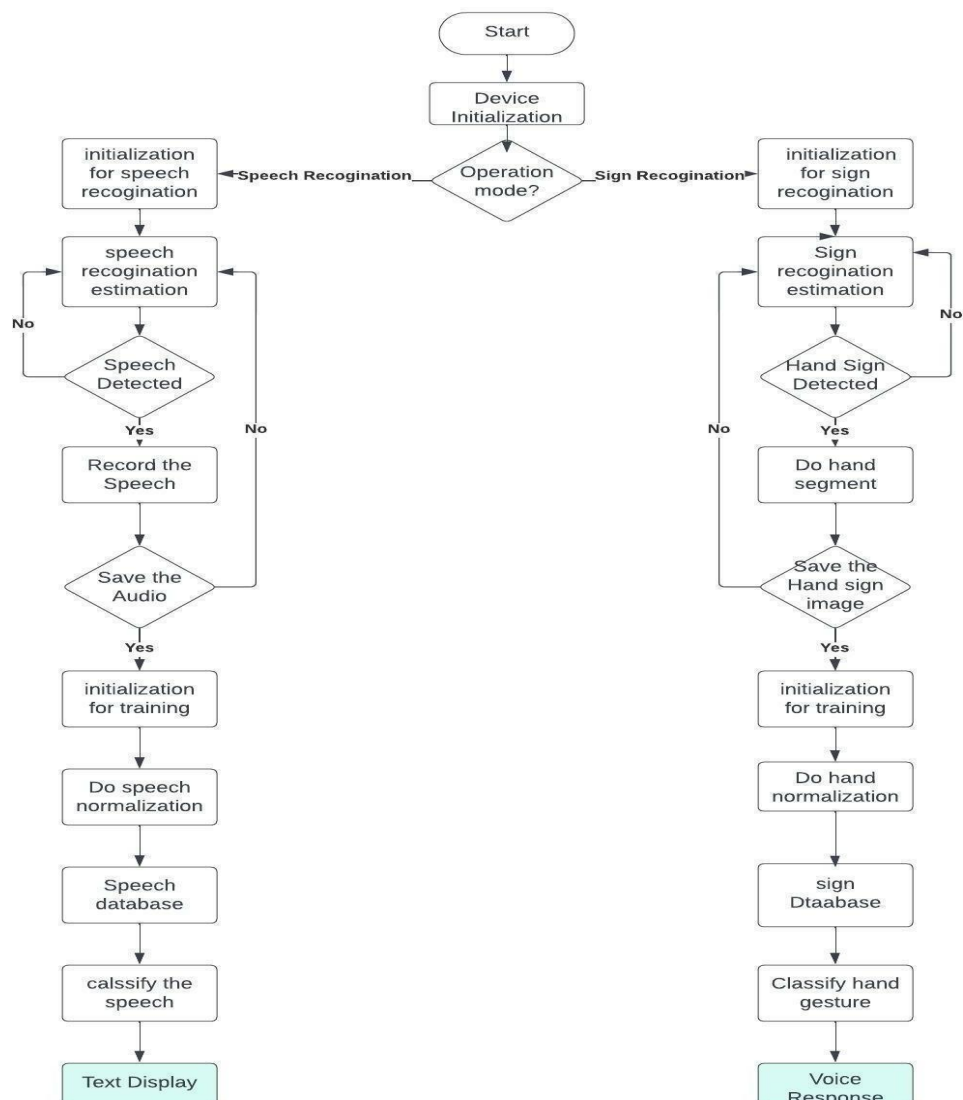 Start
Device
Initialization
Operation
mode?
Speech Recogination
Sign Recogination
initialization
for speech
recogination
speech
recogination
estimation
No
Speech
Detected
Yes
No
Record the
Speech
Save the
Audio
Yes
initialization
for training
Do speech
normalization
Speech
database
calssify the
speech
Text Display
initialization
for sign
recogination
Sign
recogination
estimation
No
Hand Sign
Detected
Yes
No
Do hand
segment
Save the
Hand sign
image
Yes
initialization
for training
Do hand
normalization
sign
Dtaabase
Classify hand
gesture
Voice
Response